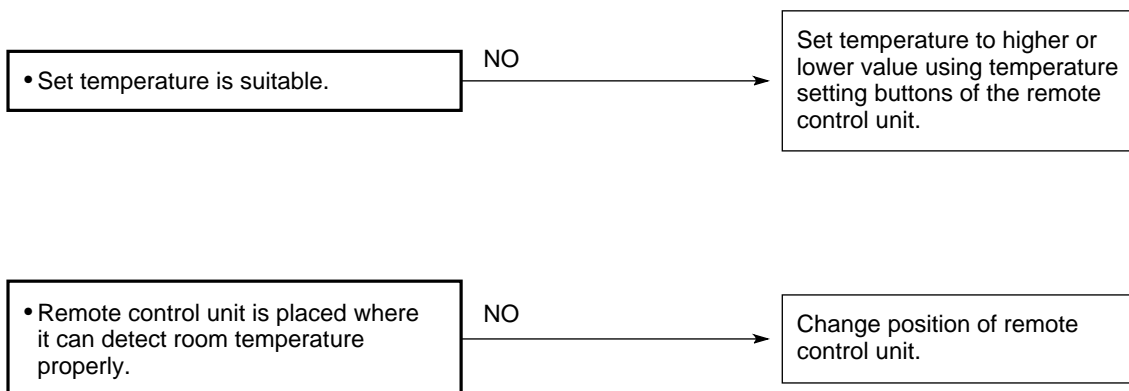 • Set temperature is suitable.
NO
Set temperature to higher or
lower value using temperature
setting buttons of the remote
control unit.
• Remote control unit is placed where
it can detect room temperature
properly.
NO
Change position of remote
control unit.